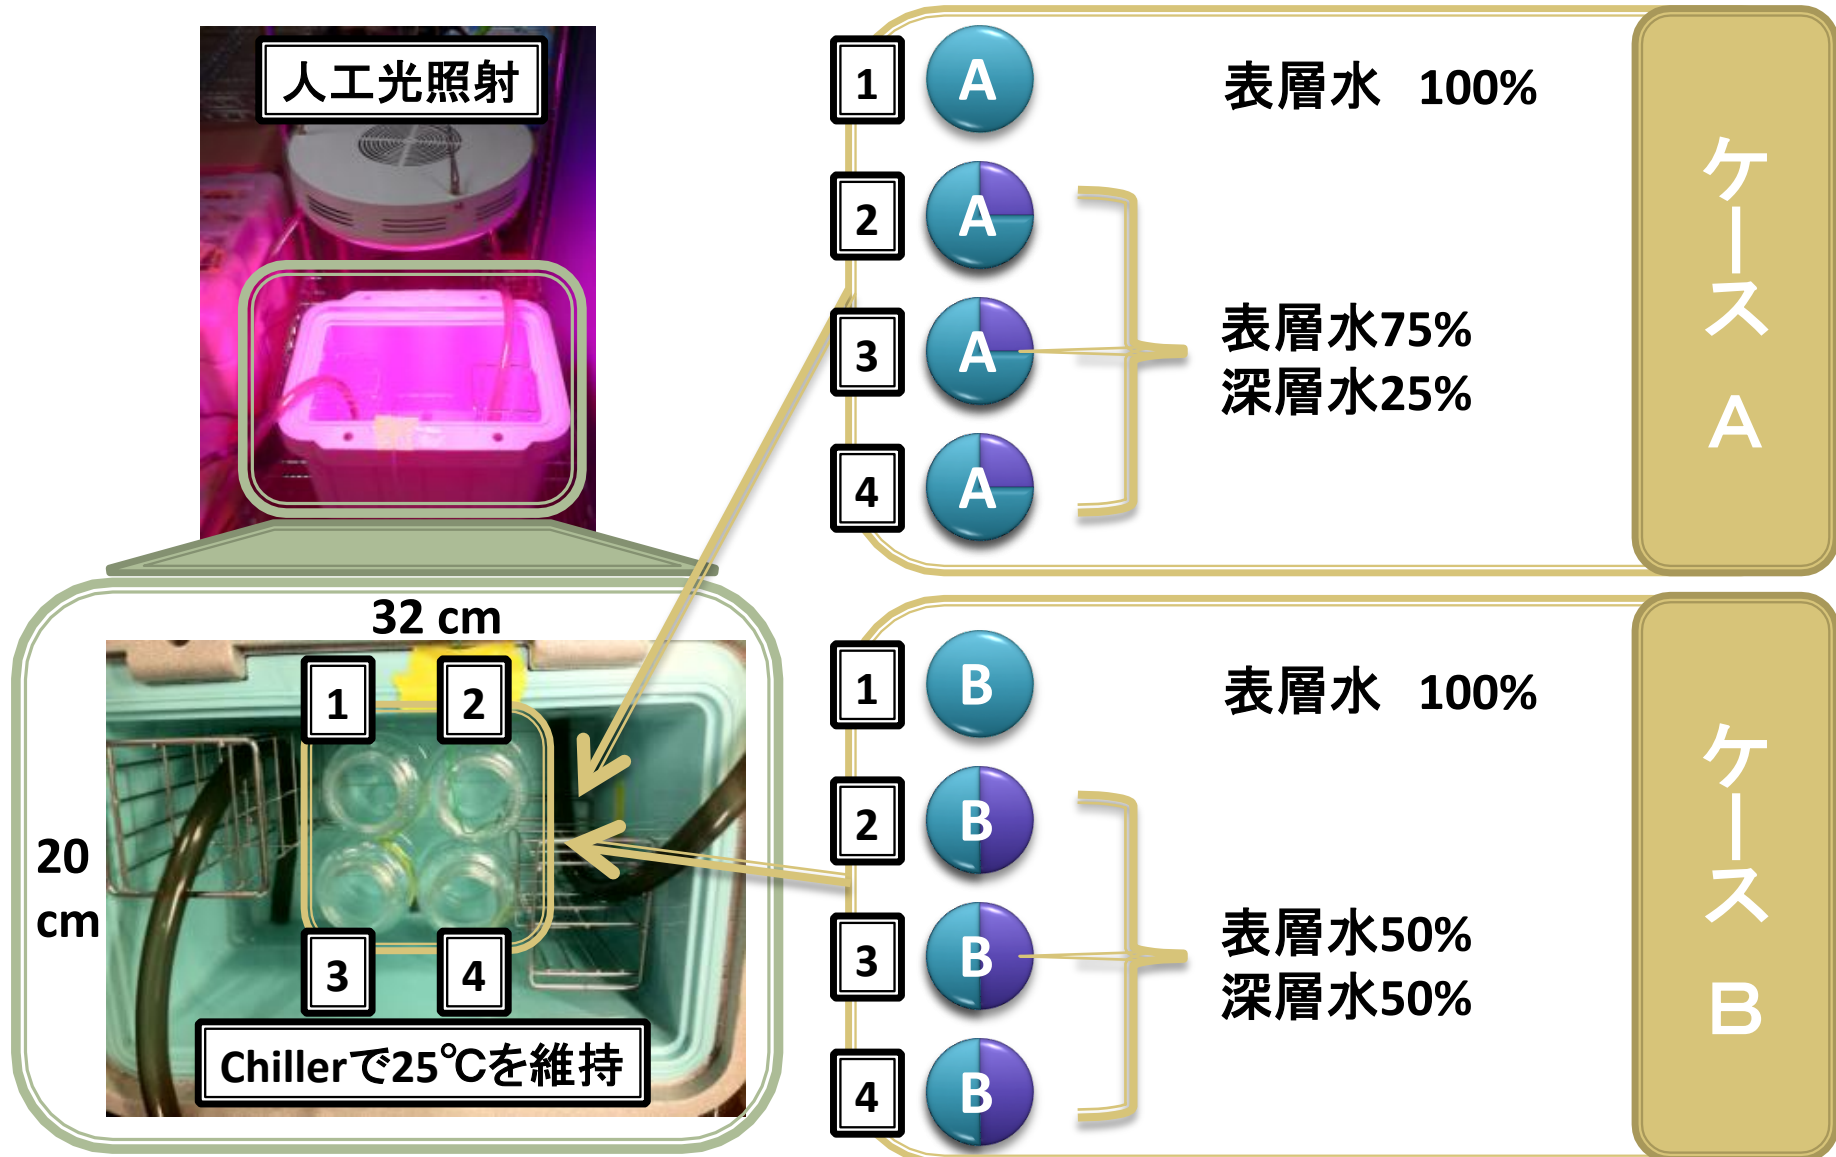 人工光照射
32 cm
1
2
20
cm
3
4
Chillerで25℃を維持
1
A
表層水 100%
2
A
3
A
表層水75%
深層水25%
4
A
ケース A
1
B
表層水 100%
2
B
3
B
表層水50%
深層水50%
4
B
ケース B